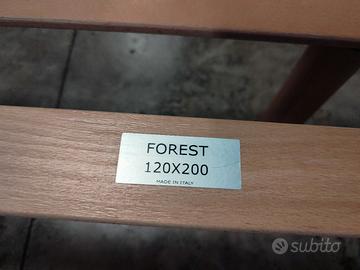 FOREST
120X200
MADE IN ITALY
subito